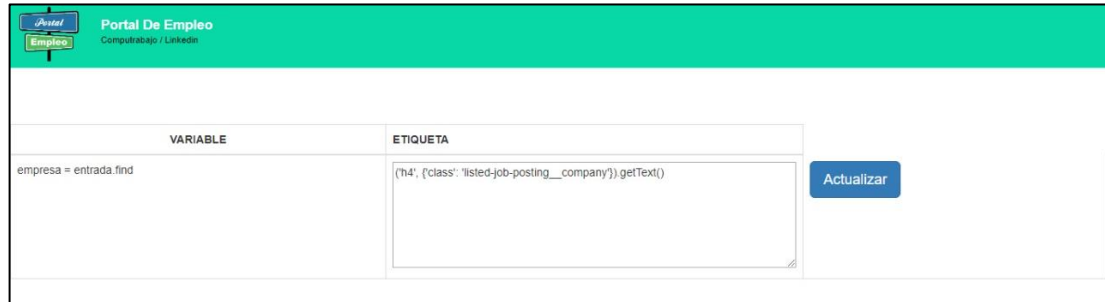 Portal
Empleo
Portal De Empleo
Computrabajo / Linkedin
VARIABLE
ETIQUETA
empresa = entrada.find
('h4', {'class': 'listed-job-posting__company'}).getText()
Actualizar